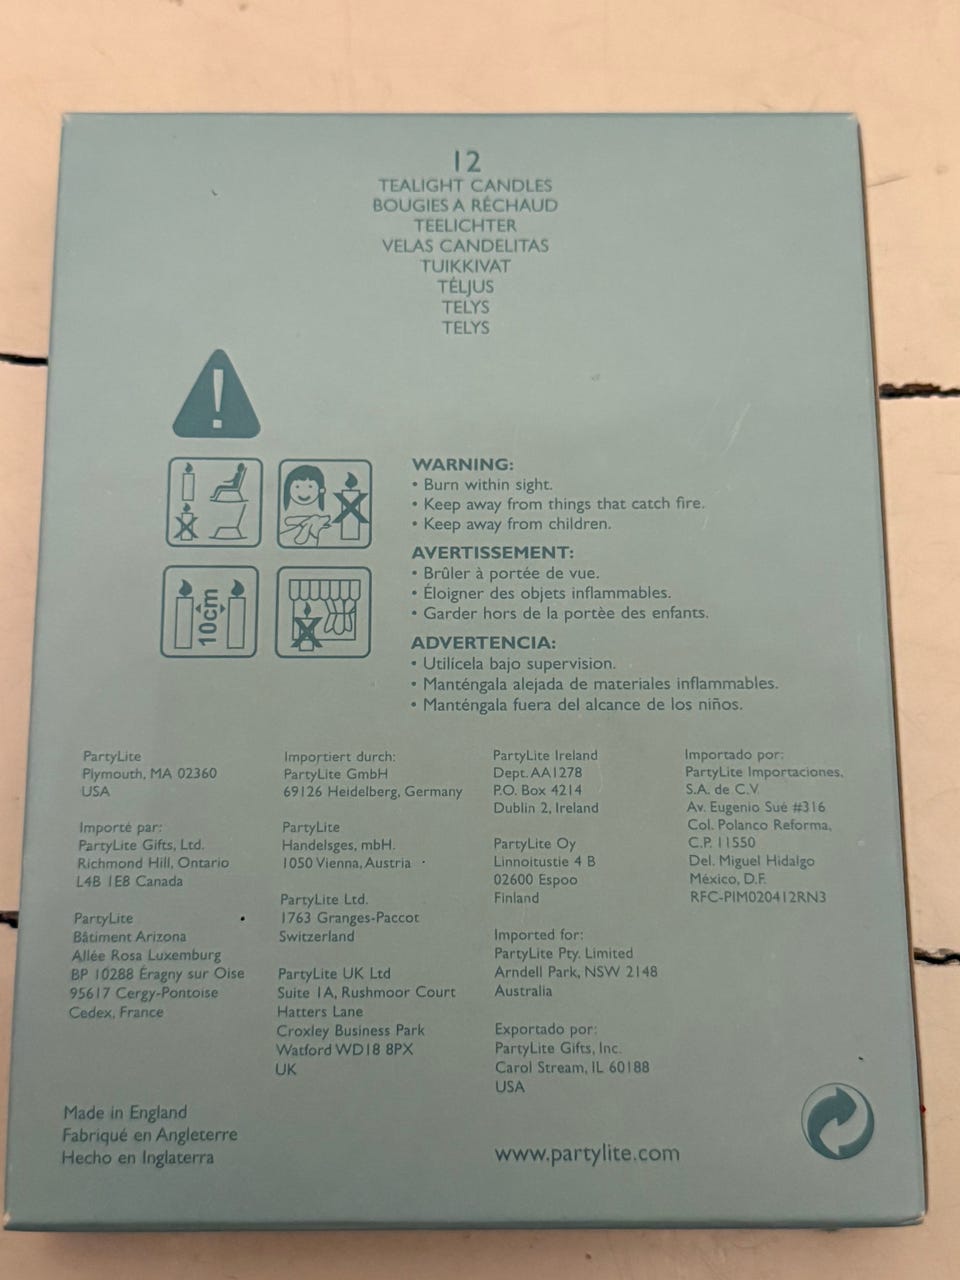 12
TEALIGHT CANDLES
BOUGIES A RÉCHAUD
TEELICHTER
VELAS CANDELITAS
TUIKKIVAT
TÉLJUS
TELYS
TELYS
10cm
WARNING:
• Burn within sight.
• Keep away from things that catch fire.
• Keep away from children.
AVERTISSEMENT:
• Brûler à portée de vue.
• Éloigner des objets inflammables.
• Garder hors de la portèe des enfants.
ADVERTENCIA:
• Utilícela bajo supervision.
• Manténgala alejada de materiales inflammables.
• Manténgala fuera del alcance de los niños.
PartyLite
Plymouth, MA 02360
USA
Importé par:
PartyLite Gifts, Ltd.
Richmond Hill, Ontario
L4B 1E8 Canada
PartyLite
Bâtiment Arizona
Allée Rosa Luxemburg
BP 10288 Éragny sur Oise
95617 Cergy-Pontoise
Cedex, France
Importiert durch:
PartyLite GmbH
69126 Heidelberg, Germany
PartyLite
Handelsges, mbH.
1050 Vienna, Austria
PartyLite Ltd.
1763 Granges-Paccot
Switzerland
PartyLite UK Ltd
Suite 1A, Rushmoor Court
Hatters Lane
Croxley Business Park
Watford WD18 8PX
UK
PartyLite Ireland
Dept. AA1278
P.O. Box 4214
Dublin 2, Ireland
PartyLite Oy
Linnoitustie 4 B
02600 Espoo
Finland
Imported for:
PartyLite Pty. Limited
Arndell Park, NSW 2148
Australia
Exportado por:
PartyLite Gifts, Inc.
Carol Stream, IL 60188
USA
Importado por:
PartyLite Importaciones,
S.A. de C.V.
Av. Eugenio Sué #316
Col. Polanco Reforma,
C.P. 11550
Del. Miguel Hidalgo
México, D.F.
RFC-PIM020412RN3
Made in England
Fabriqué en Angleterre
Hecho en Inglaterra
www.partylite.com